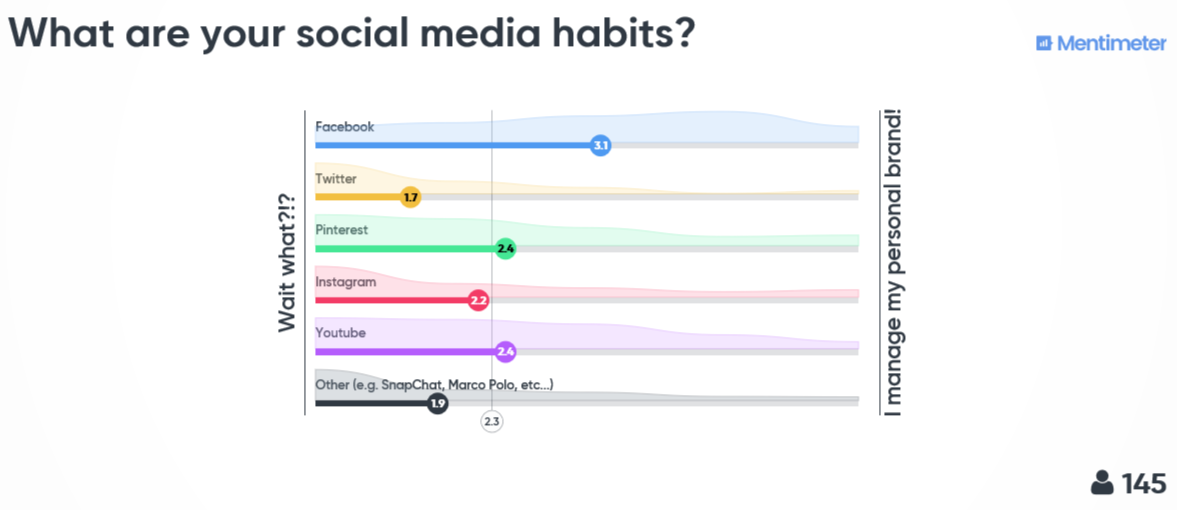 What are your social media habits?
Mentimeter
Wait what?!?
Facebook
3.1
Twitter
1.7
Pinterest
2.4
Instagram
2.2
Youtube
2.4
Other (e.g. SnapChat, Marco Polo, etc...)
1.9
2.3
I manage my personal brand!
145